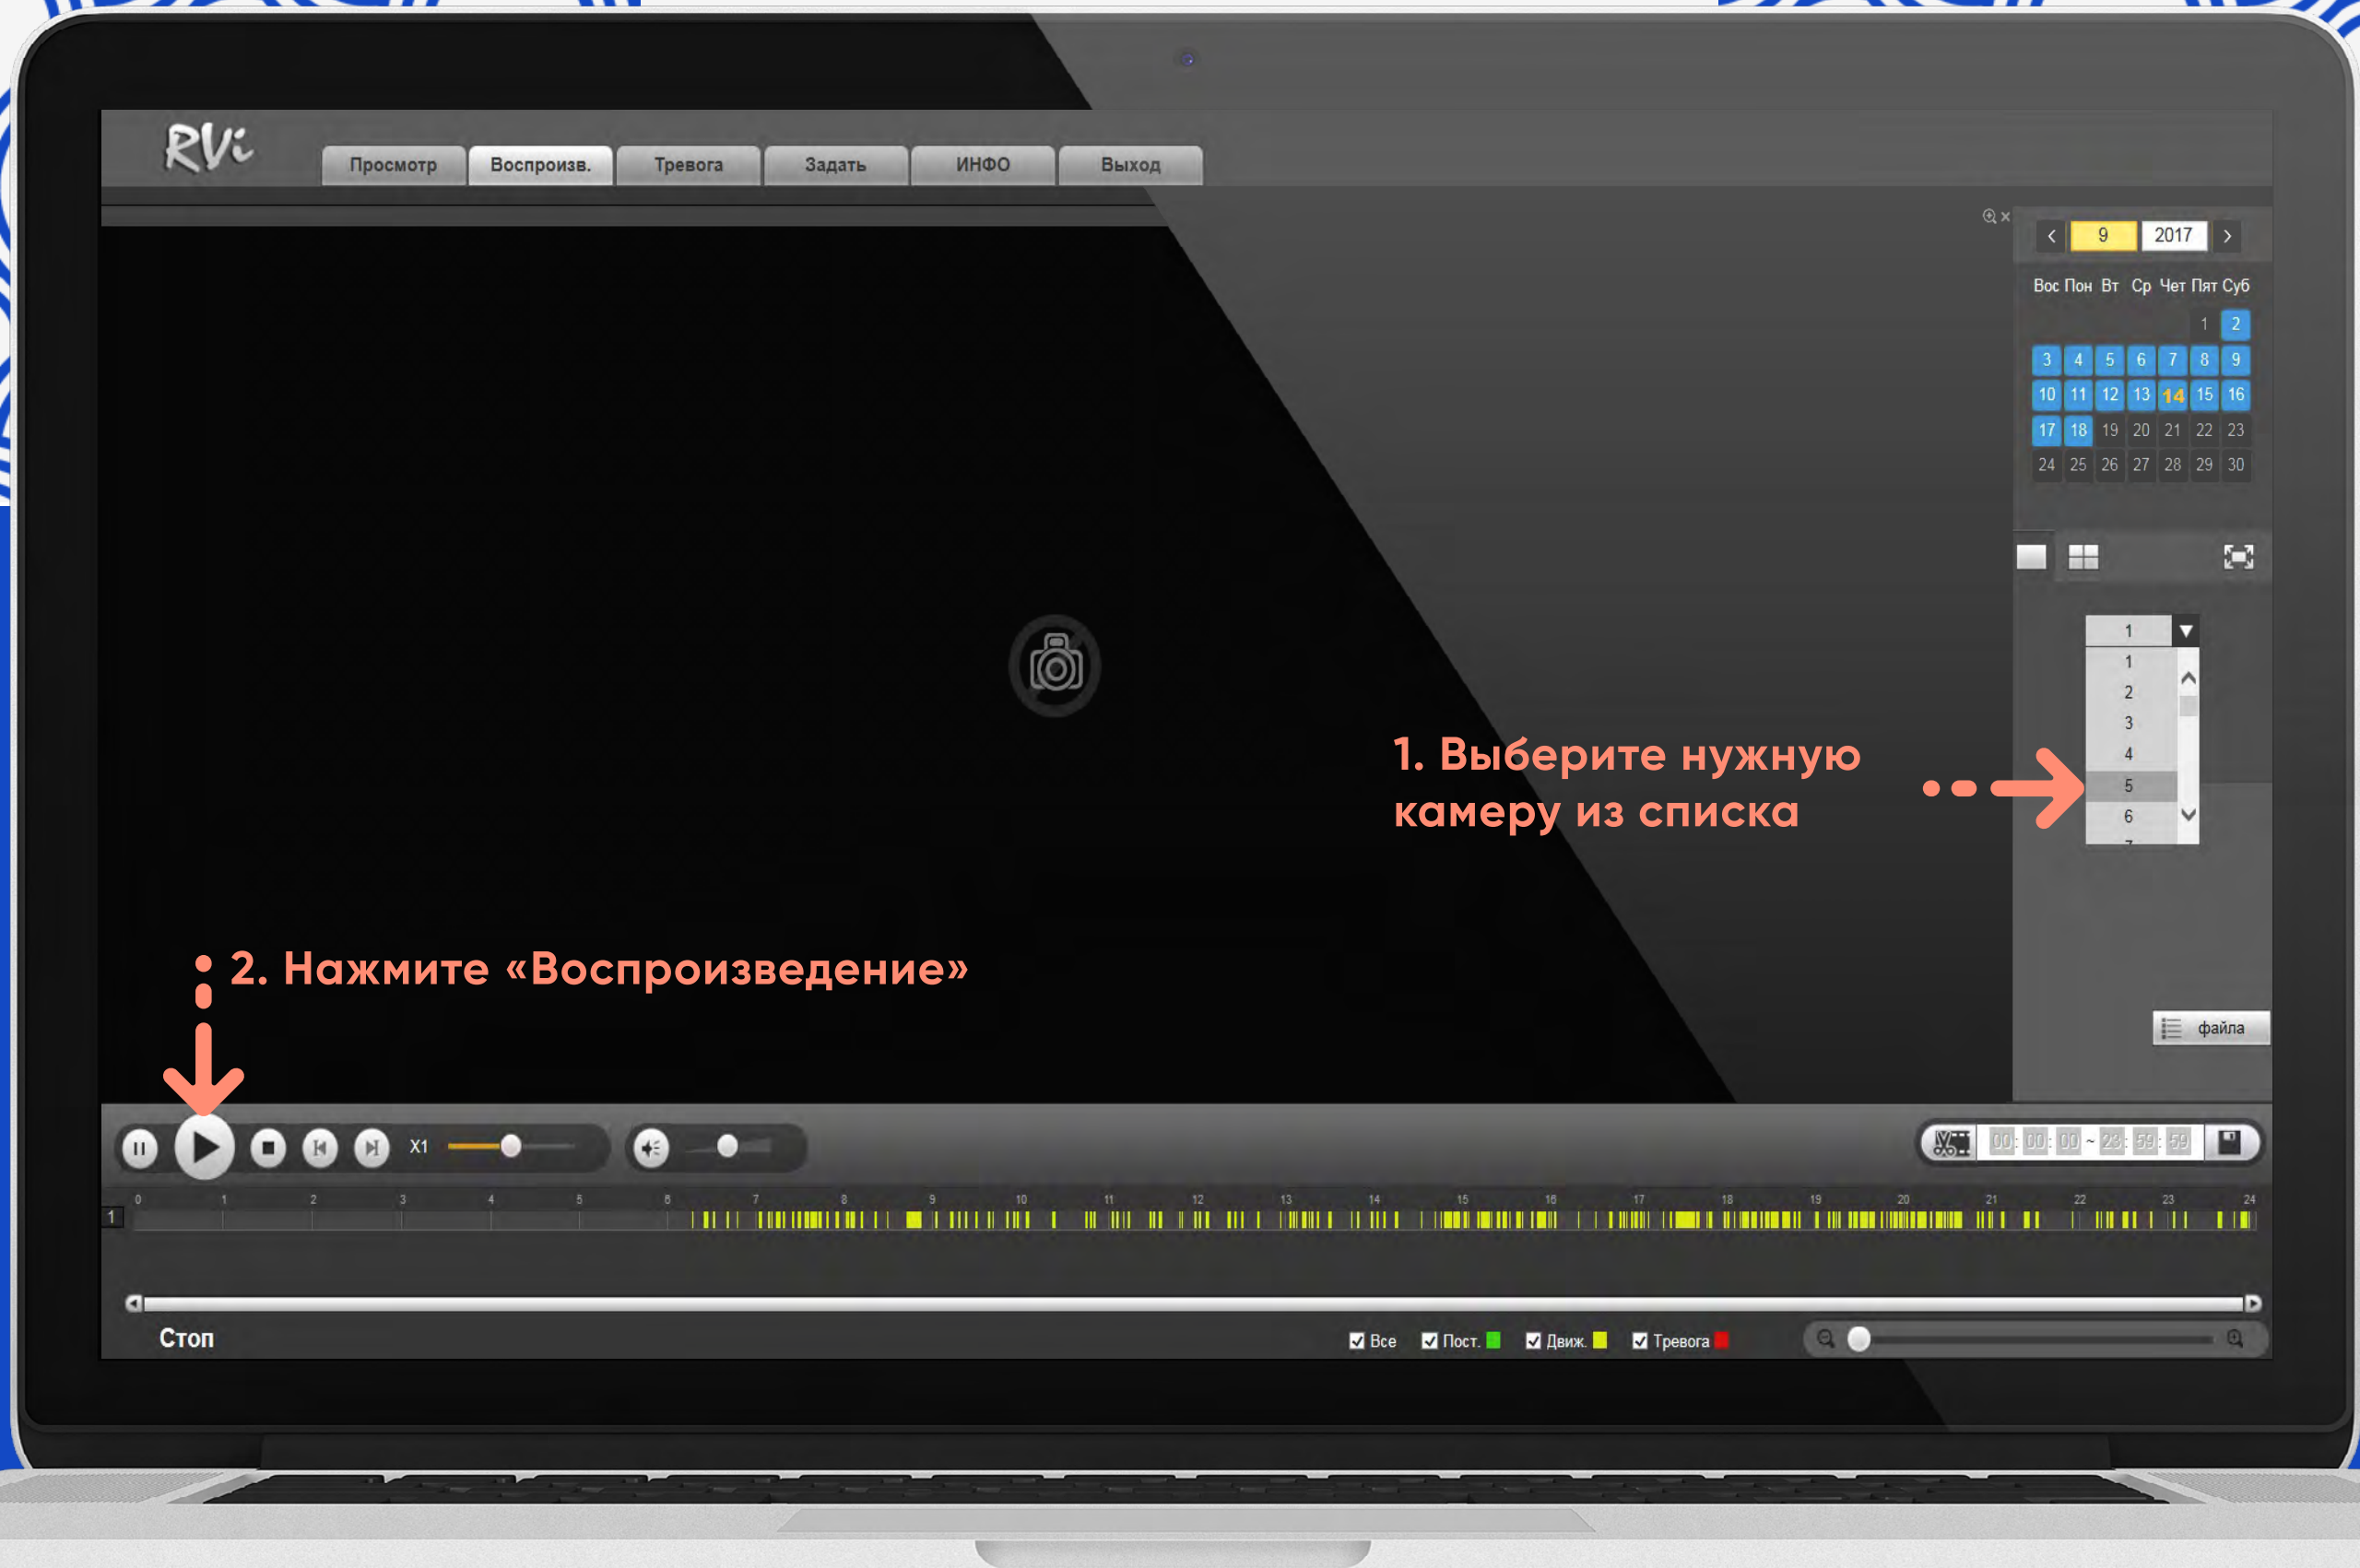 RVi
Просмотр Воспроизв. Тревога Задать ИНФО Выход
9 2017
Вос Пон Вт Ср Чет Пят Суб
1 2
3 4 5 6 7 8 9
10 11 12 13 14 15 16
17 18 19 20 21 22 23
24 25 26 27 28 29 30
1
1
2
3
4
5
6
7
1. Выберите нужную
камеру из списка
2. Нажмите «Воспроизведение»
файла
X1
00: 00: 00 ~ 23: 59: 59
0 1 2 3 4 5 6 7 8 9 10 11 12 13 14 15 16 17 18 19 20 21 22 23 24
1
Стоп
Все Пост. Движ. Тревога